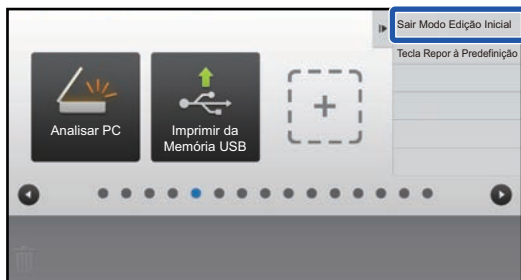 Sair Modo Edição Inicial
Tecla Repor à Predefinição
Analisar PC
Imprimir da
Memória USB